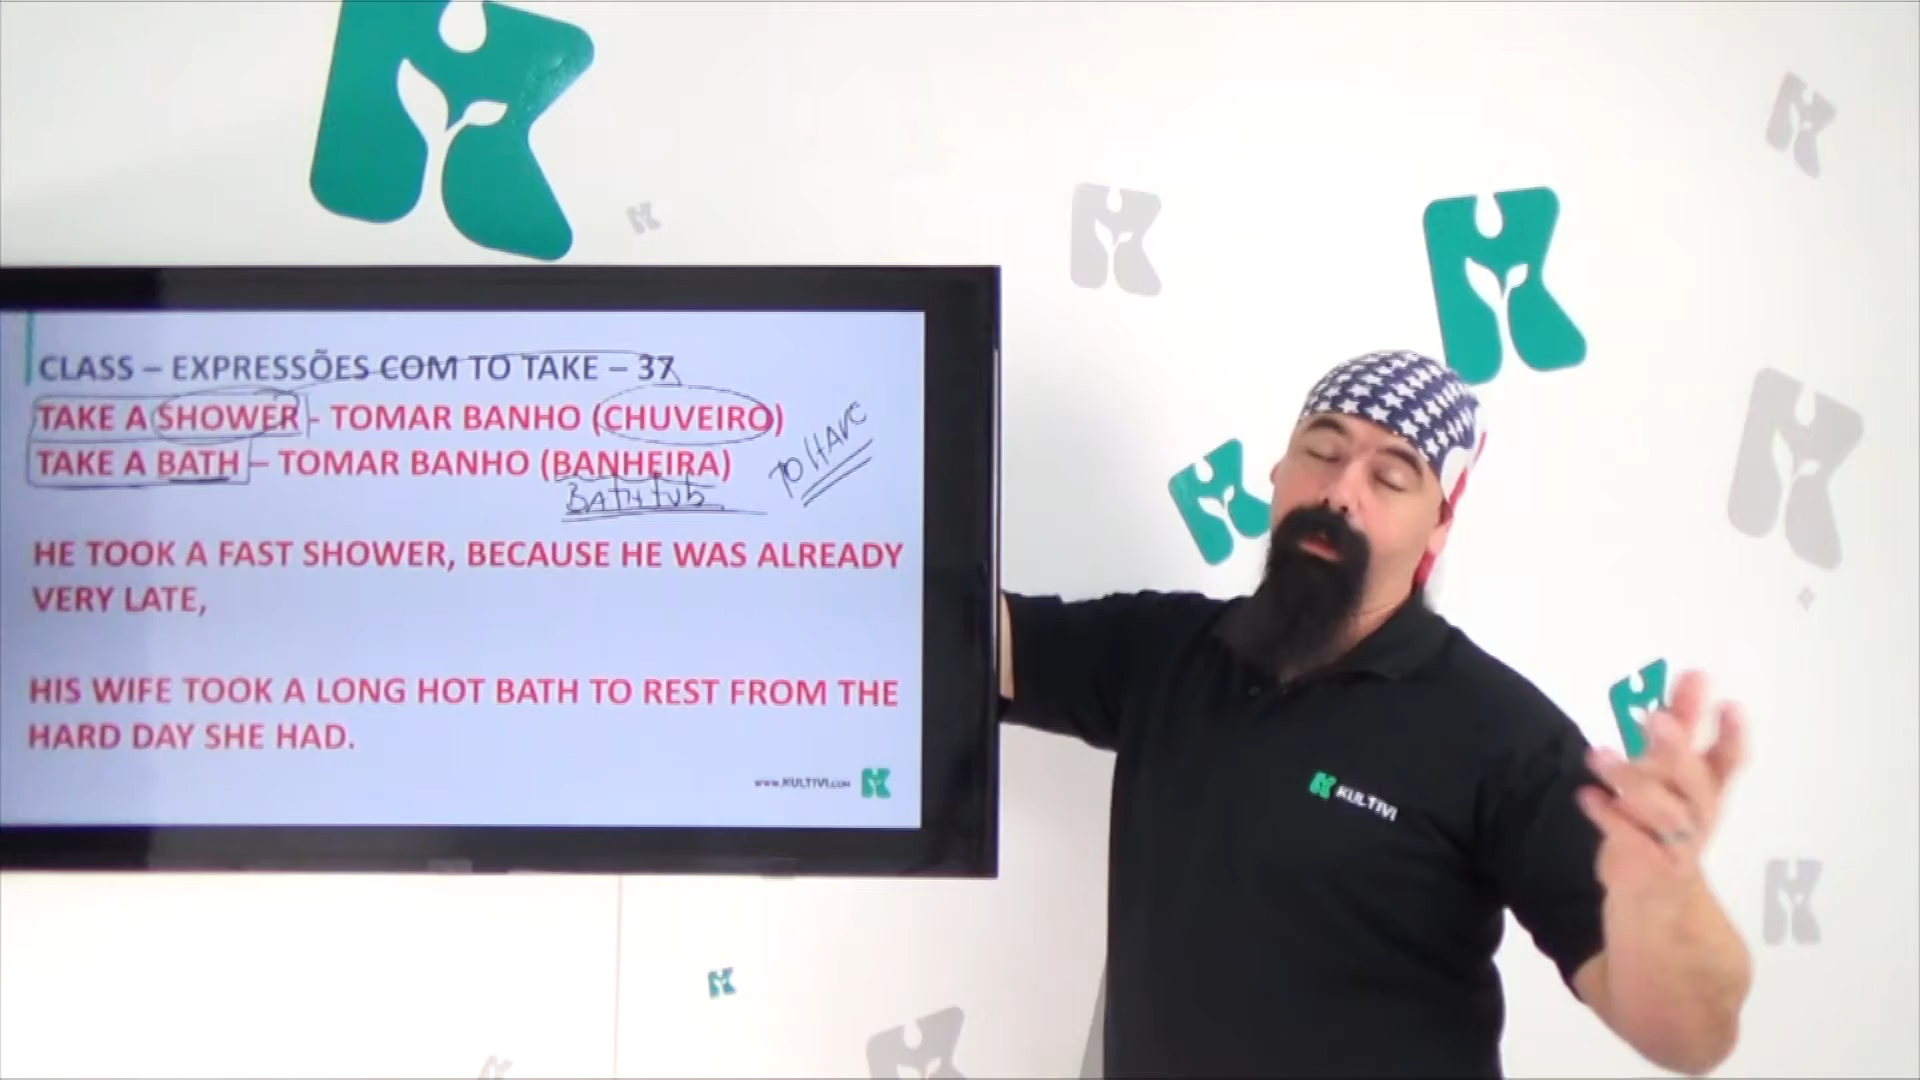 CLASS – EXPRESSÕES COM TO TAKE – 37
TAKE A SHOWER - TOMAR BANHO (CHUVEIRO)
TAKE A BATH – TOMAR BANHO (BANHEIRA)
TO HAVE
BATHtub
HE TOOK A FAST SHOWER, BECAUSE HE WAS ALREADY
VERY LATE,
HIS WIFE TOOK A LONG HOT BATH TO REST FROM THE
HARD DAY SHE HAD.
www.KULTIVI.com
KULTIVI